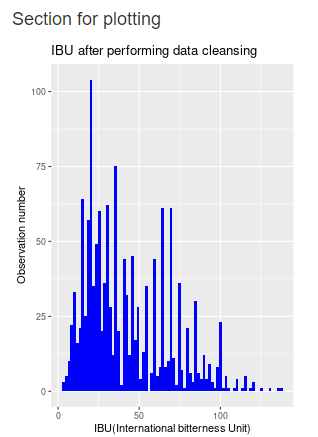 Section for plotting
IBU after performing data cleansing
100
75
50
25
0
Observation number
0 50 100
IBU(International bitterness Unit)